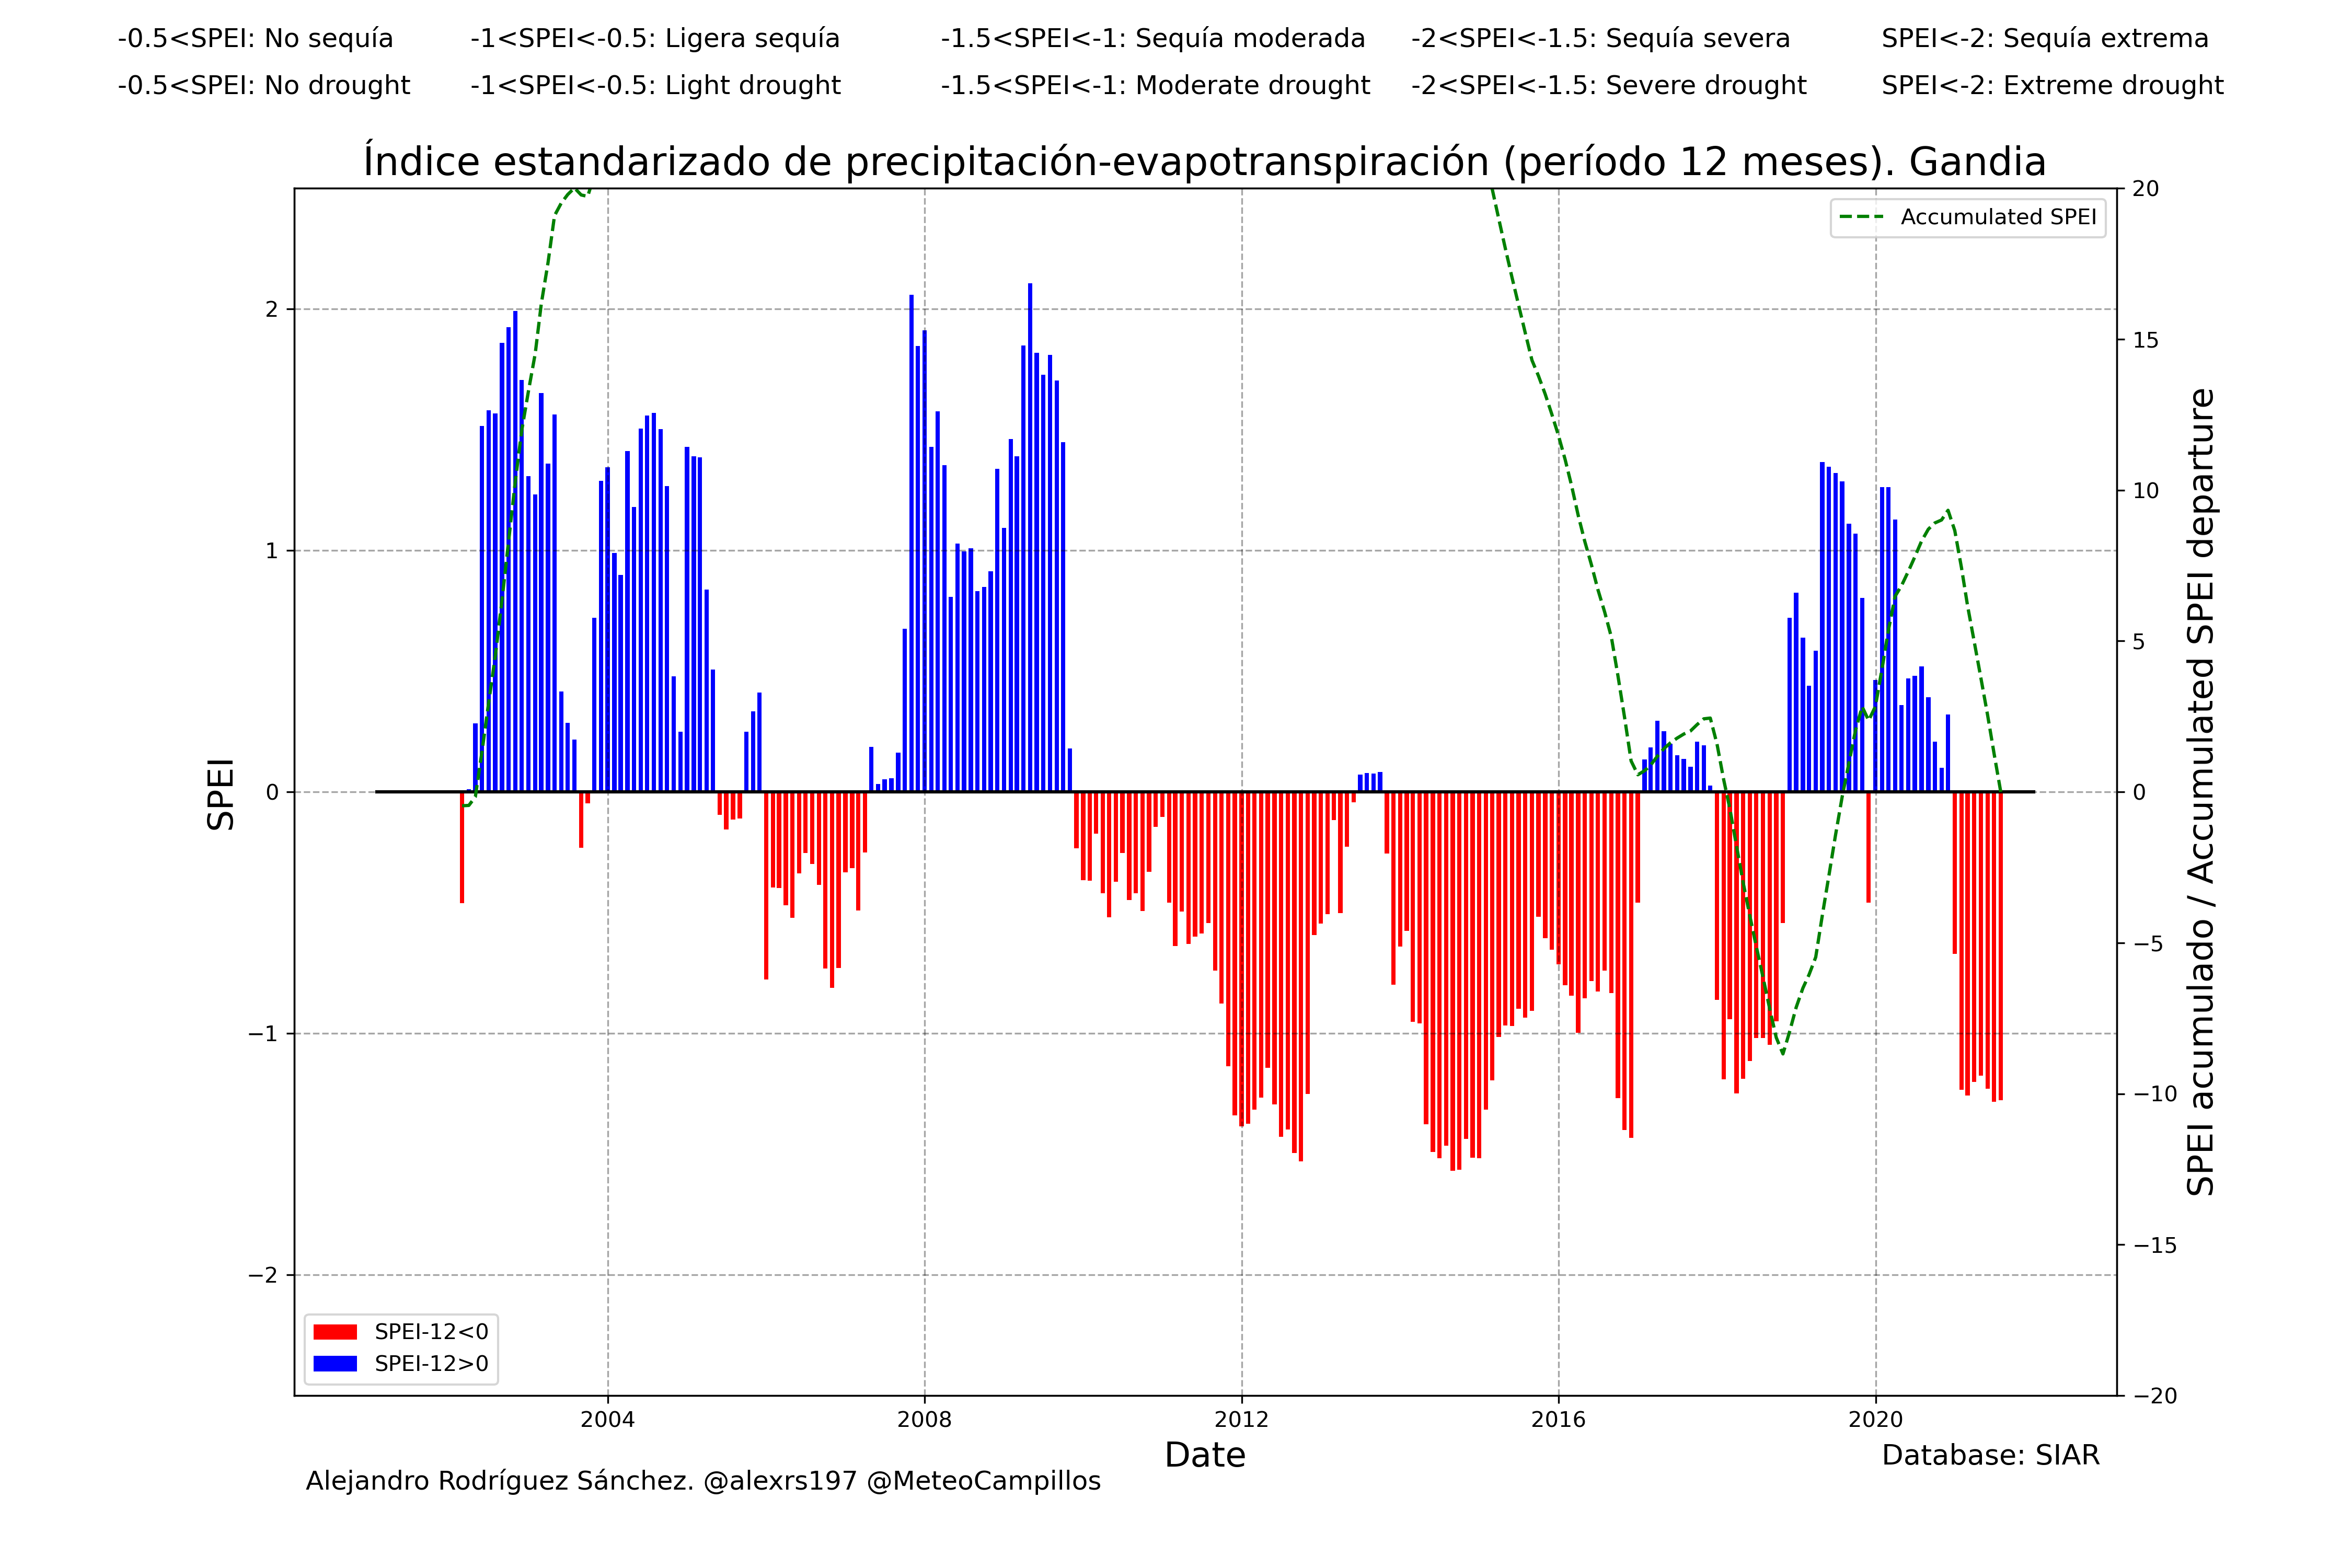 -0.5<SPEI: No sequía -1<SPEI<-0.5: Ligera sequía -1.5<SPEI<-1: Sequía moderada -2<SPEI<-1.5: Sequía severa SPEI<-2: Sequía extrema
-0.5<SPEI: No drought -1<SPEI<-0.5: Light drought -1.5<SPEI<-1: Moderate drought -2<SPEI<-1.5: Severe drought SPEI<-2: Extreme drought
Índice estandarizado de precipitación-evapotranspiración (período 12 meses). Gandia
Accumulated SPEI
SPEI
2
1
0
−1
−2
20
15
10
5
0
−5
−10
−15
−20
SPEI acumulado / Accumulated SPEI departure
SPEI-12<0
SPEI-12>0
2004 2008 2012 2016 2020
Date
Database: SIAR
Alejandro Rodríguez Sánchez. @alexrs197 @MeteoCampillos